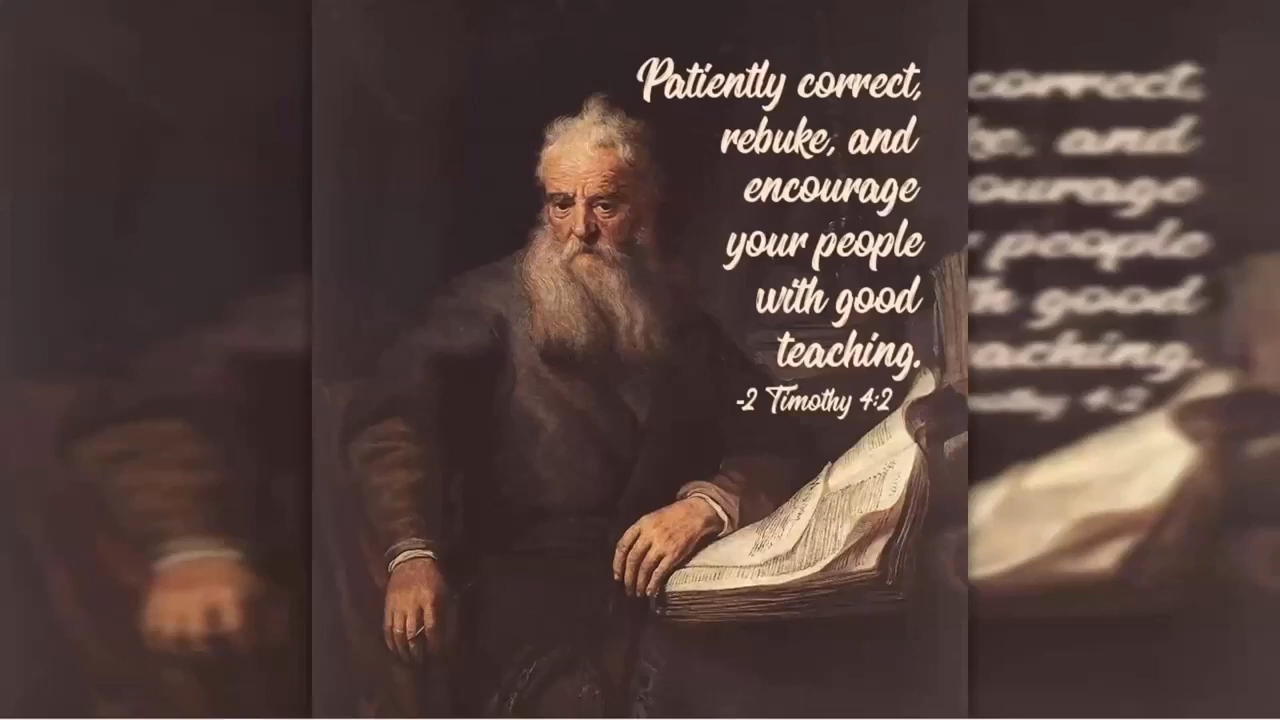 Patiently correct,
rebuke, and
encourage
your people
with good
teaching.
-2 Timothy 4:2